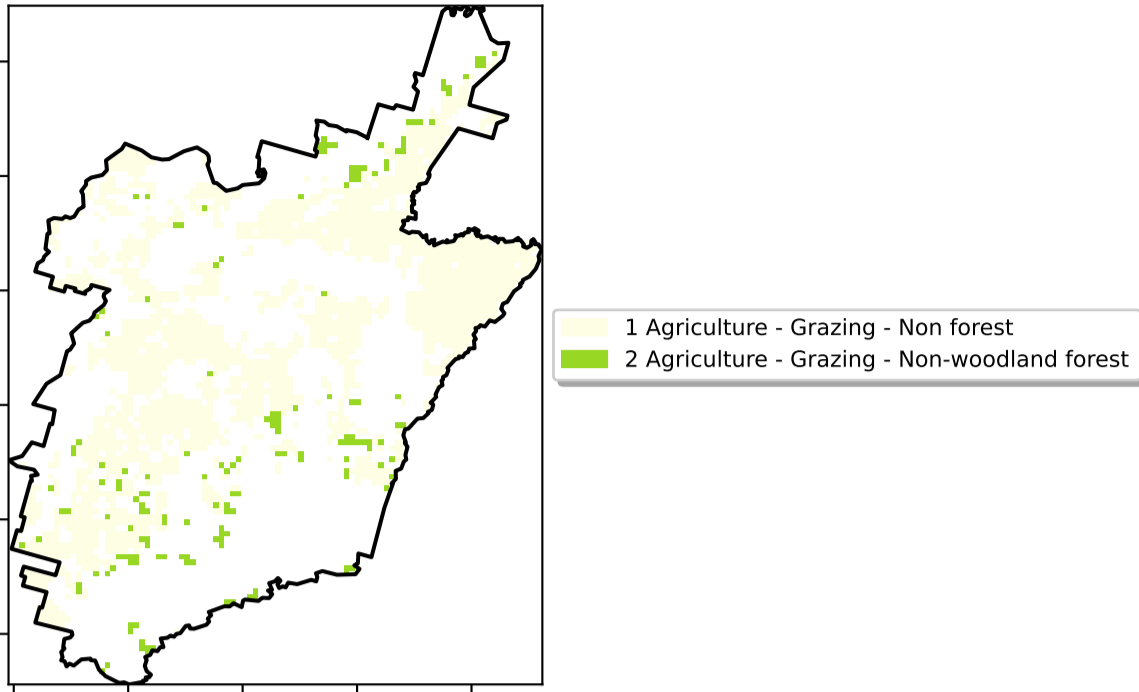 1 Agriculture - Grazing - Non forest
2 Agriculture - Grazing - Non-woodland forest